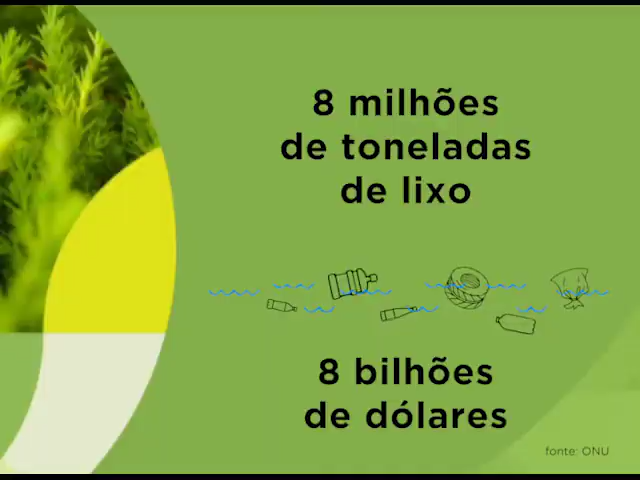 8 milhões
de toneladas
de lixo
8 bilhões
de dólares
fonte: ONU